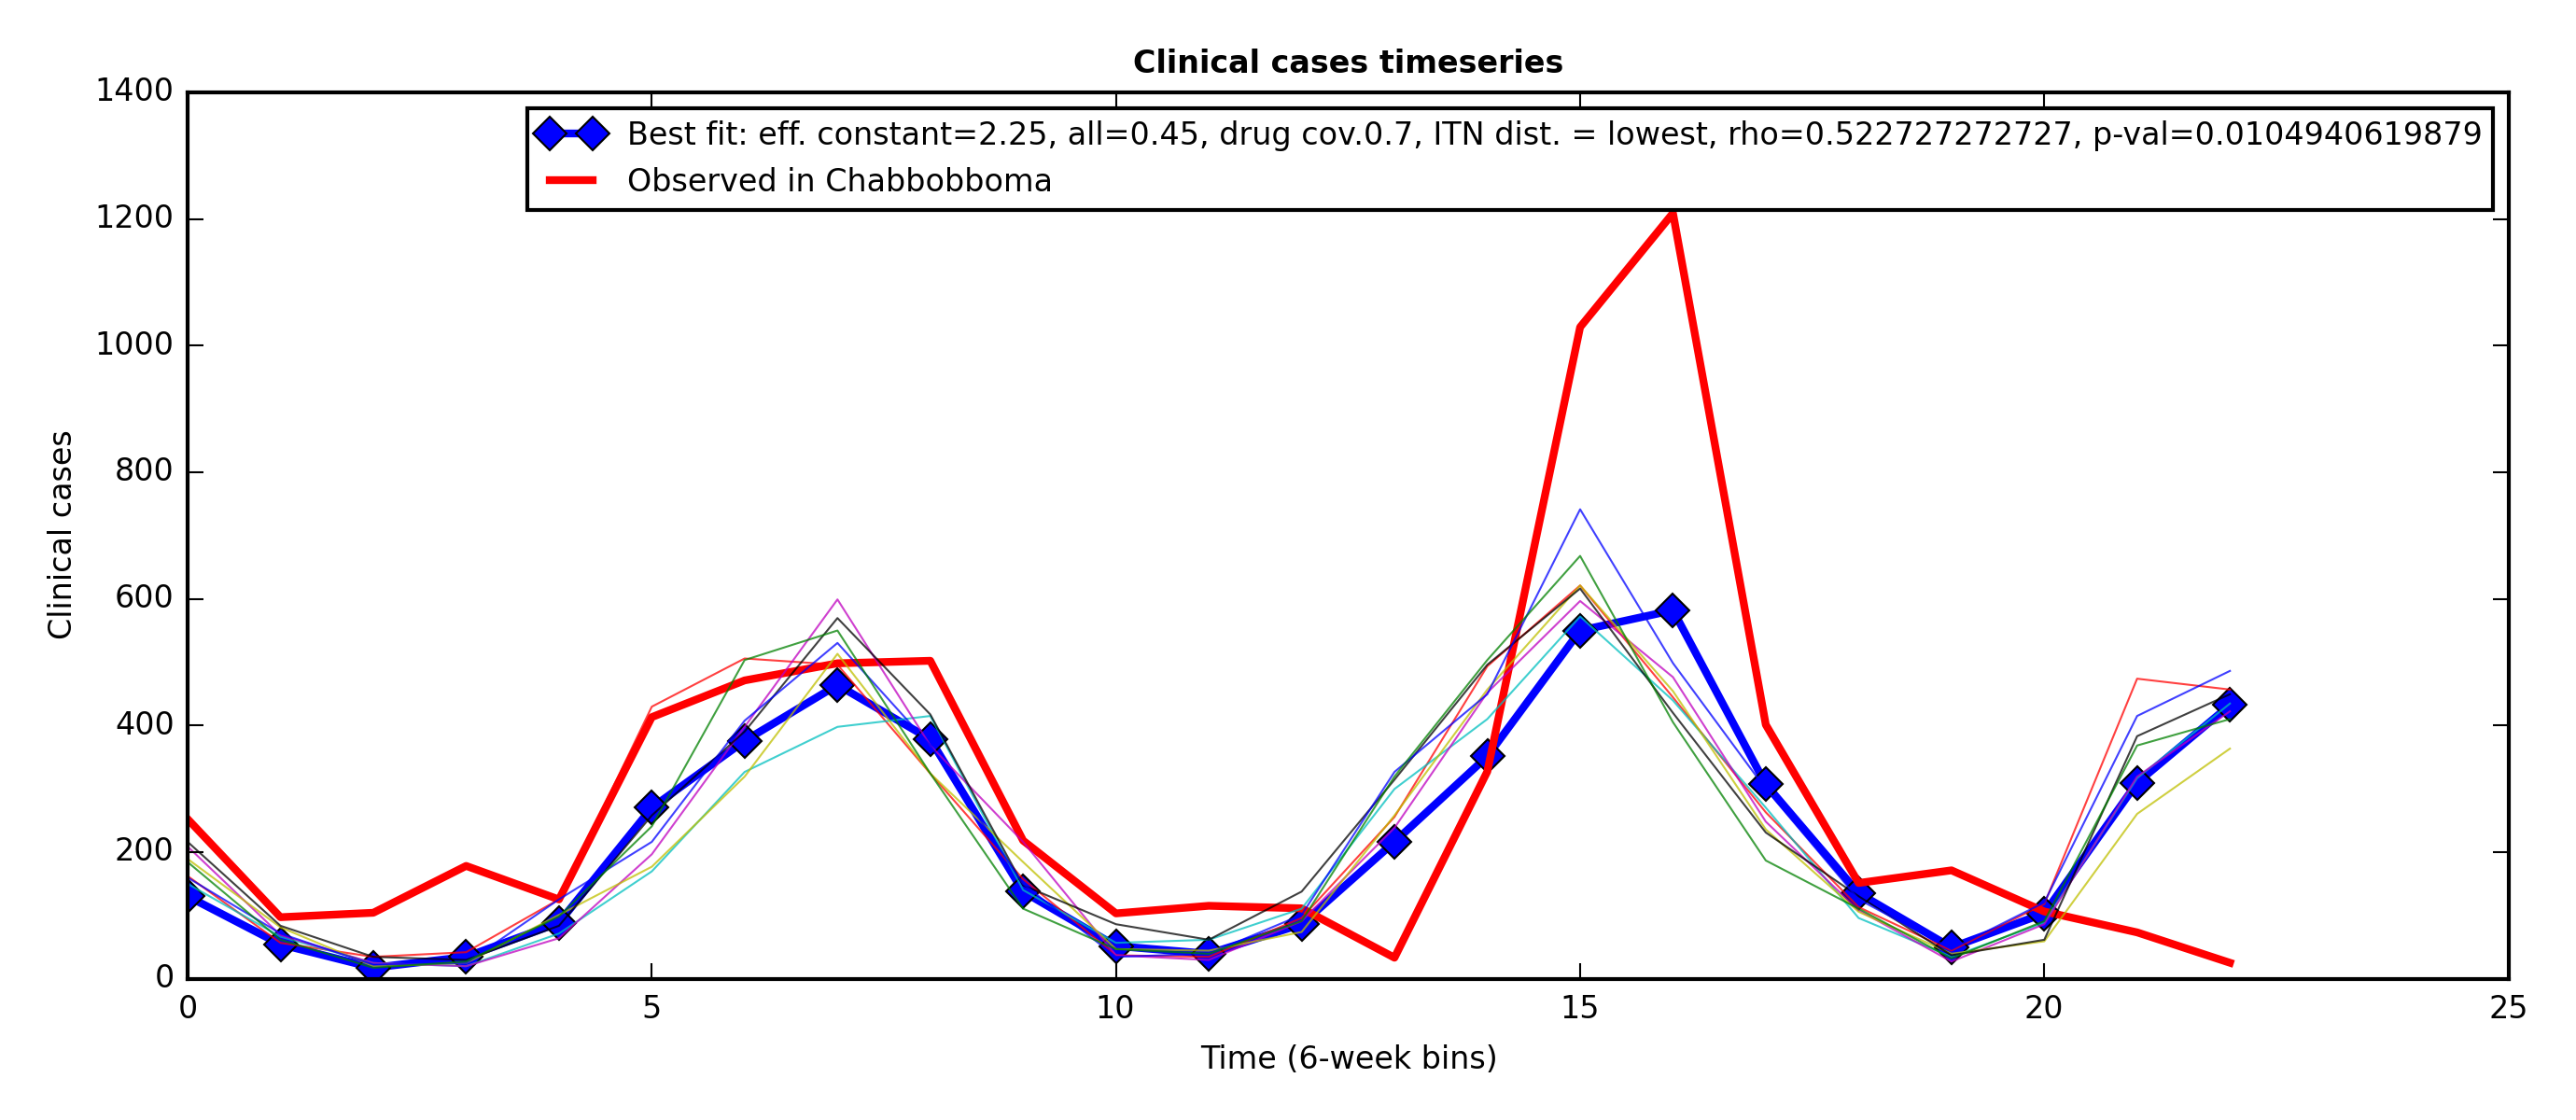 Clinical cases timeseries
Best fit: eff. constant=2.25, all=0.45, drug cov.0.7, ITN dist. = lowest, rho=0.522727272727, p-val=0.0104940619879
Observed in Chabbobboma
1400
1200
1000
800
600
400
200
0
Clinical cases
0 5 10 15 20 25
Time (6-week bins)